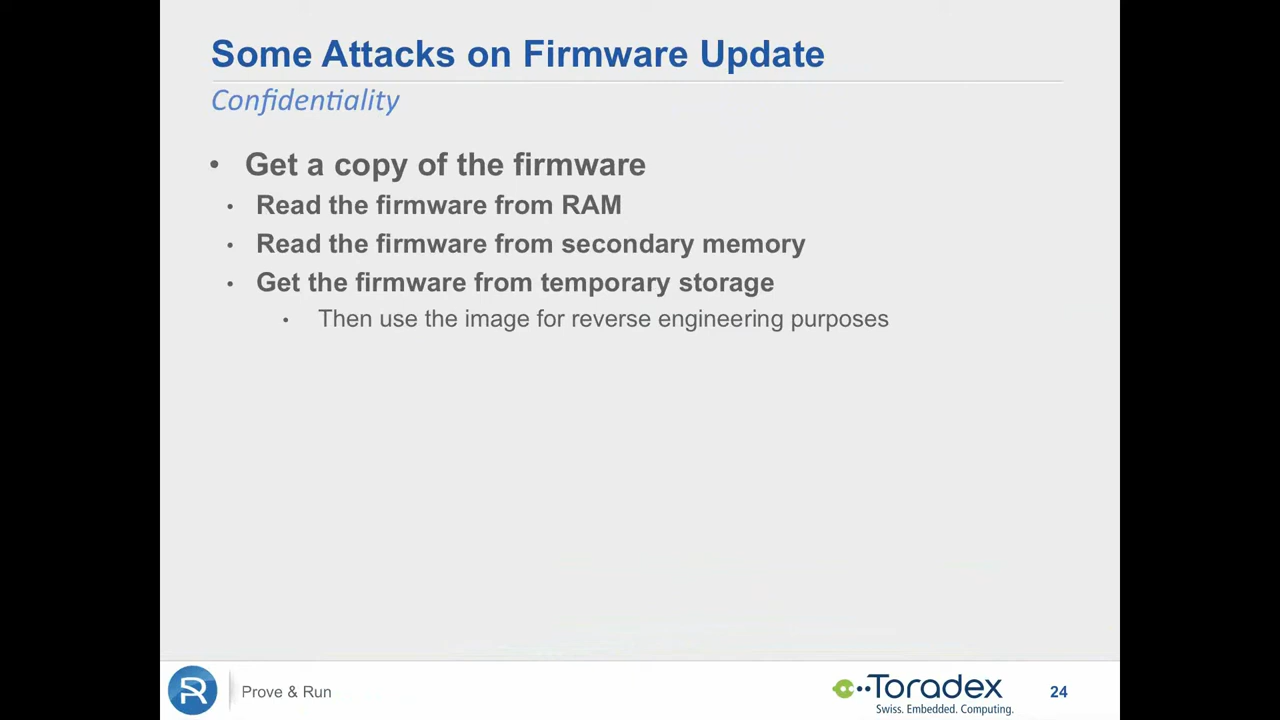 Some Attacks on Firmware Update
Confidentiality
• Get a copy of the firmware
• Read the firmware from RAM
• Read the firmware from secondary memory
• Get the firmware from temporary storage
• Then use the image for reverse engineering purposes
Prove & Run
Toradex
Swiss. Embedded. Computing.
24